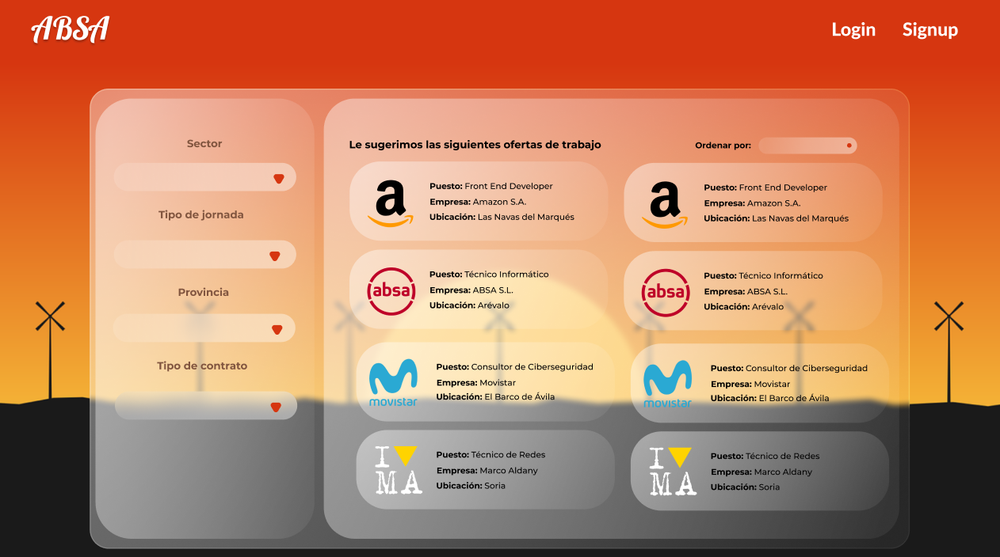 ABSA
Login
Signup
Sector
Tipo de jornada
Provincia
Tipo de contrato
Le sugerimos las siguientes ofertas de trabajo
Ordenar por:
a
Puesto: Front End Developer
Empresa: Amazon S.A.
Ubicación: Las Navas del Marqués
a
Puesto: Front End Developer
Empresa: Amazon S.A.
Ubicación: Las Navas del Marqués
absa
Puesto: Técnico Informático
Empresa: ABSA S.L.
Ubicación: Arévalo
absa
Puesto: Técnico Informático
Empresa: ABSA S.L.
Ubicación: Arévalo
movistar
Puesto: Consultor de Ciberseguridad
Empresa: Movistar
Ubicación: El Barco de Ávila
movistar
Puesto: Consultor de Ciberseguridad
Empresa: Movistar
Ubicación: El Barco de Ávila
I
MA
Puesto: Técnico de Redes
Empresa: Marco Aldany
Ubicación: Soria
I
MA
Puesto: Técnico de Redes
Empresa: Marco Aldany
Ubicación: Soria